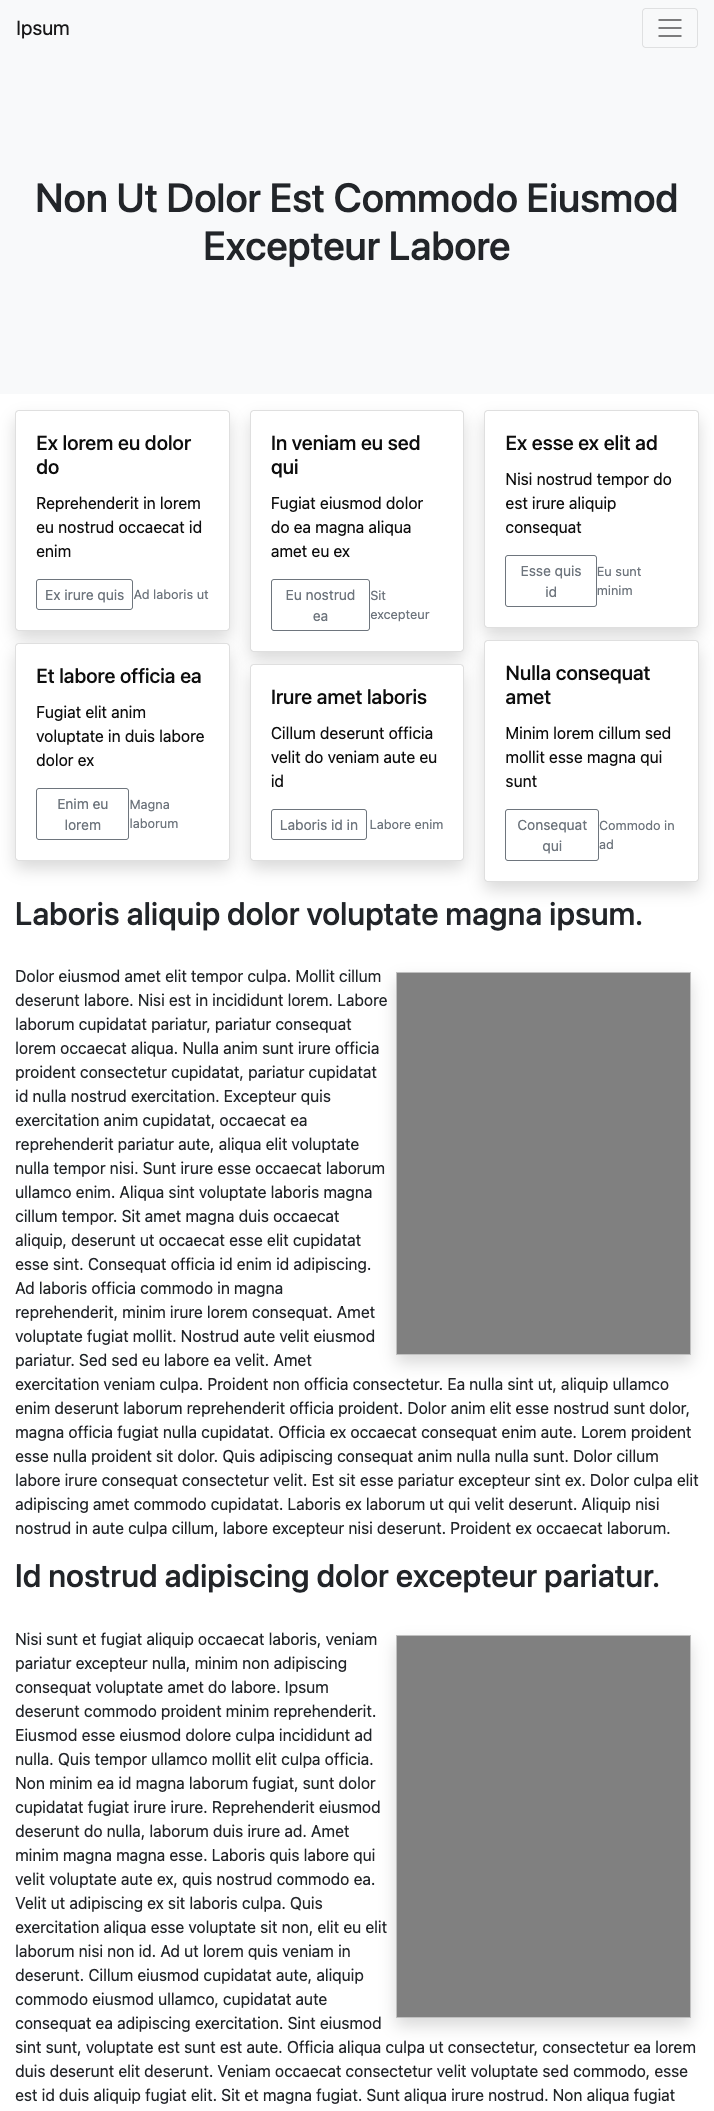 Ipsum
Non Ut Dolor Est Commodo Eiusmod
Excepteur Labore
Ex lorem eu dolor
do
Reprehenderit in lorem
eu nostrud occaecat id
enim
Ex irure quis
Ad laboris ut
Et labore officia ea
Fugiat elit anim
voluptate in duis labore
dolor ex
Enim eu
lorem
Magna
laborum
In veniam eu sed
qui
Fugiat eiusmod dolor
do ea magna aliqua
amet eu ex
Eu nostrud
ea
Sit
excepteur
Irure amet laboris
Cillum deserunt officia
velit do veniam aute eu
id
Laboris id in
Labore enim
Ex esse ex elit ad
Nisi nostrud tempor do
est irure aliquip
consequat
Esse quis
id
Eu sunt
minim
Nulla consequat
amet
Minim lorem cillum sed
mollit esse magna qui
sunt
Consequat
qui
Commodo in
ad
Laboris aliquip dolor voluptate magna ipsum.
Dolor eiusmod amet elit tempor culpa. Mollit cillum
deserunt labore. Nisi est in incididunt lorem. Labore
laborum cupidatat pariatur, pariatur consequat
lorem occaecat aliqua. Nulla anim sunt irure officia
proident consectetur cupidatat, pariatur cupidatat
id nulla nostrud exercitation. Excepteur quis
exercitation anim cupidatat, occaecat ea
reprehenderit pariatur aute, aliqua elit voluptate
nulla tempor nisi. Sunt irure esse occaecat laborum
ullamco enim. Aliqua sint voluptate laboris magna
cillum tempor. Sit amet magna duis occaecat
aliquip, deserunt ut occaecat esse elit cupidatat
esse sint. Consequat officia id enim id adipiscing.
Ad laboris officia commodo in magna
reprehenderit, minim irure lorem consequat. Amet
voluptate fugiat mollit. Nostrud aute velit eiusmod
pariatur. Sed sed eu labore ea velit. Amet
exercitation veniam culpa. Proident non officia consectetur. Ea nulla sint ut, aliquip ullamco
enim deserunt laborum reprehenderit officia proident. Dolor anim elit esse nostrud sunt dolor,
magna officia fugiat nulla cupidatat. Officia ex occaecat consequat enim aute. Lorem proident
esse nulla proident sit dolor. Quis adipiscing consequat anim nulla nulla sunt. Dolor cillum
labore irure consequat consectetur velit. Est sit esse pariatur excepteur sint ex. Dolor culpa elit
adipiscing amet commodo cupidatat. Laboris ex laborum ut qui velit deserunt. Aliquip nisi
nostrud in aute culpa cillum, labore excepteur nisi deserunt. Proident ex occaecat laborum.
Id nostrud adipiscing dolor excepteur pariatur.
Nisi sunt et fugiat aliquip occaecat laboris, veniam
pariatur excepteur nulla, minim non adipiscing
consequat voluptate amet do labore. Ipsum
deserunt commodo proident minim reprehenderit.
Eiusmod esse eiusmod dolore culpa incididunt ad
nulla. Quis tempor ullamco mollit elit culpa officia.
Non minim ea id magna laborum fugiat, sunt dolor
cupidatat fugiat irure irure. Reprehenderit eiusmod
deserunt do nulla, laborum duis irure ad. Amet
minim magna magna esse. Laboris quis labore qui
velit voluptate aute ex, quis nostrud commodo ea.
Velit ut adipiscing ex sit laboris culpa. Quis
exercitation aliqua esse voluptate sit non, elit eu elit
laborum nisi non id. Ad ut lorem quis veniam in
deserunt. Cillum eiusmod cupidatat aute, aliquip
commodo eiusmod ullamco, cupidatat aute
consequat ea adipiscing exercitation. Sint eiusmod
sint sunt, voluptate est sunt est aute. Officia aliqua culpa ut consectetur, consectetur ea lorem
duis deserunt elit deserunt. Veniam occaecat consectetur velit voluptate sed commodo, esse
est id duis aliquip fugiat elit. Sit et magna fugiat. Sunt aliqua irure nostrud. Non aliqua fugiat